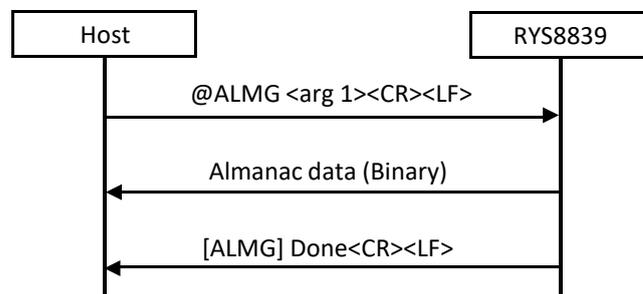 Host
RYS8839
@ALMG <arg 1><CR><LF>
Almanac data (Binary)
[ALMG] Done<CR><LF>